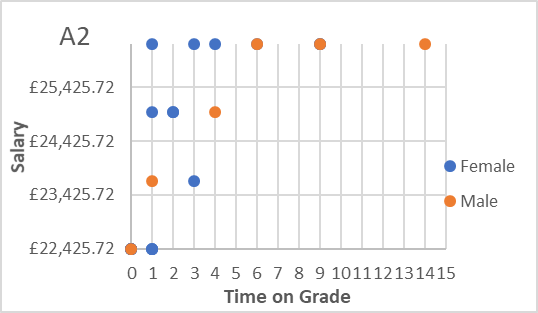 A2
£25,425.72
£24,425.72
£23,425.72
£22,425.72
Salary
0 1 2 3 4 5 6 7 8 9 10 11 12 13 14 15
Time on Grade
Female
Male